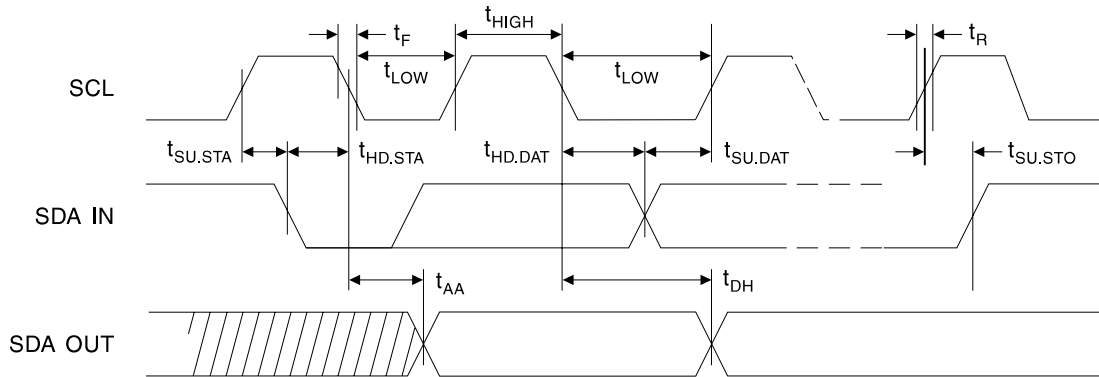 tHIGH
tF
tR
tLOW
tLOW
SCL
tSU.STA
tHD.STA
tHD.DAT
tSU.DAT
tSU.STO
SDA IN
tAA
tDH
SDA OUT